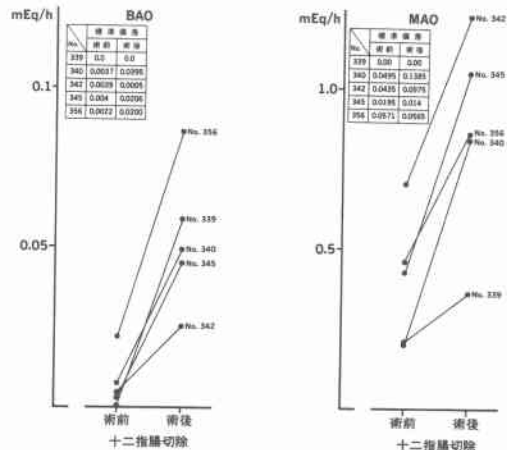 mEq/h
BAO
標準偏差
No. 術前 術後
339 0.0 0.0
340 0.0037 0.0395
342 0.0028 0.0005
345 0.004 0.0206
356 0.0022 0.0200
0.1
0.05
No. 356
No. 339
No. 340
No. 345
No. 342
術前 術後
十二指腸切除
mEq/h
MAO
標準偏差
No. 術前 術後
339 0.00 0.00
340 0.0495 0.1385
342 0.0435 0.0975
345 0.0195 0.014
356 0.0571
1.0
0.5
No. 342
No. 345
No. 356
No. 340
No. 339
術前 術後
十二指腸切除